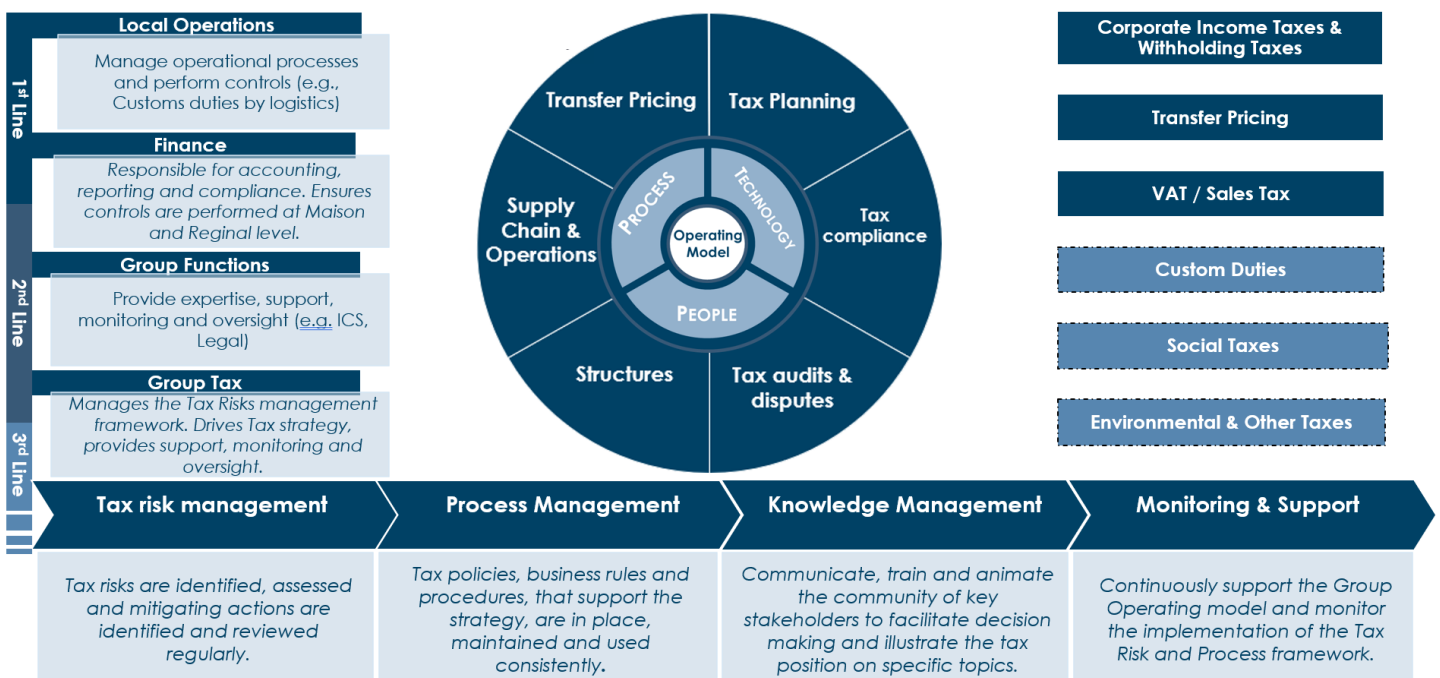 1st Line
2nd Line
3rd Line
Local Operations
Manage operational processes
and perform controls (e.g.,
Customs duties by logistics)
Finance
Responsible for accounting,
reporting and compliance. Ensures
controls are performed at Maison
and Reginal level.
Group Functions
Provide expertise, support,
monitoring and oversight (e.g. ICS,
Legal)
Group Tax
Manages the Tax Risks management
framework. Drives Tax strategy,
provides support, monitoring and
oversight.
Transfer Pricing
Tax Planning
Supply
Chain &
Operations
Tax
compliance
Structures
Tax audits &
disputes
PROCESS
TECHNOLOGY
PEOPLE
Operating
Model
Corporate Income Taxes &
Withholding Taxes
Transfer Pricing
VAT / Sales Tax
Custom Duties
Social Taxes
Environmental & Other Taxes
Tax risk management
Tax risks are identified, assessed
and mitigating actions are
identified and reviewed
regularly.
Process Management
Tax policies, business rules and
procedures, that support the
strategy, are in place,
maintained and used
consistently.
Knowledge Management
Communicate, train and animate
the community of key
stakeholders to facilitate decision
making and illustrate the tax
position on specific topics.
Monitoring & Support
Continuously support the Group
Operating model and monitor
the implementation of the Tax
Risk and Process framework.